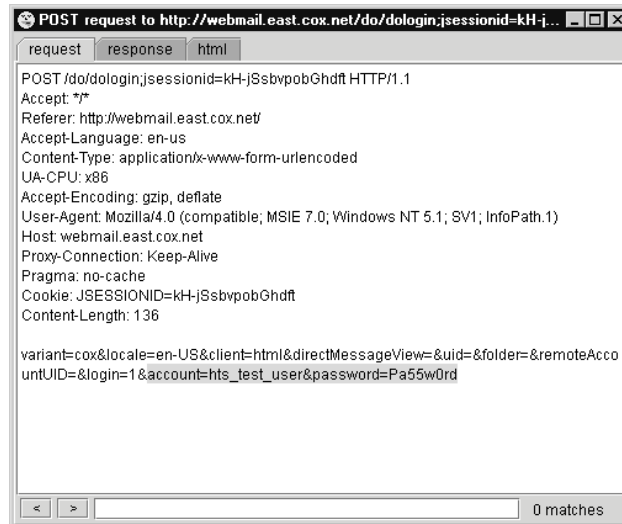 POST request to http://webmail.east.cox.net/do/dologin;jsessionid=kH-j...
request response html
POST /do/dologin;jsessionid=kH-jSsbvpobGhdft HTTP/1.1
Accept: */*
Referer: http://webmail.east.cox.net/
Accept-Language: en-us
Content-Type: application/x-www-form-urlencoded
UA-CPU: x86
Accept-Encoding: gzip, deflate
User-Agent: Mozilla/4.0 (compatible; MSIE 7.0; Windows NT 5.1; SV1; InfoPath.1)
Host: webmail.east.cox.net
Proxy-Connection: Keep-Alive
Pragma: no-cache
Cookie: JSESSIONID=kH-jSsbvpobGhdft
Content-Length: 136
variant=cox&locale=en-US&client=html&directMessageView=&uid=&folder=&remoteAcco
untUID=&login=1&account=hts_test_user&password=Pa55w0rd
< > 0 matches